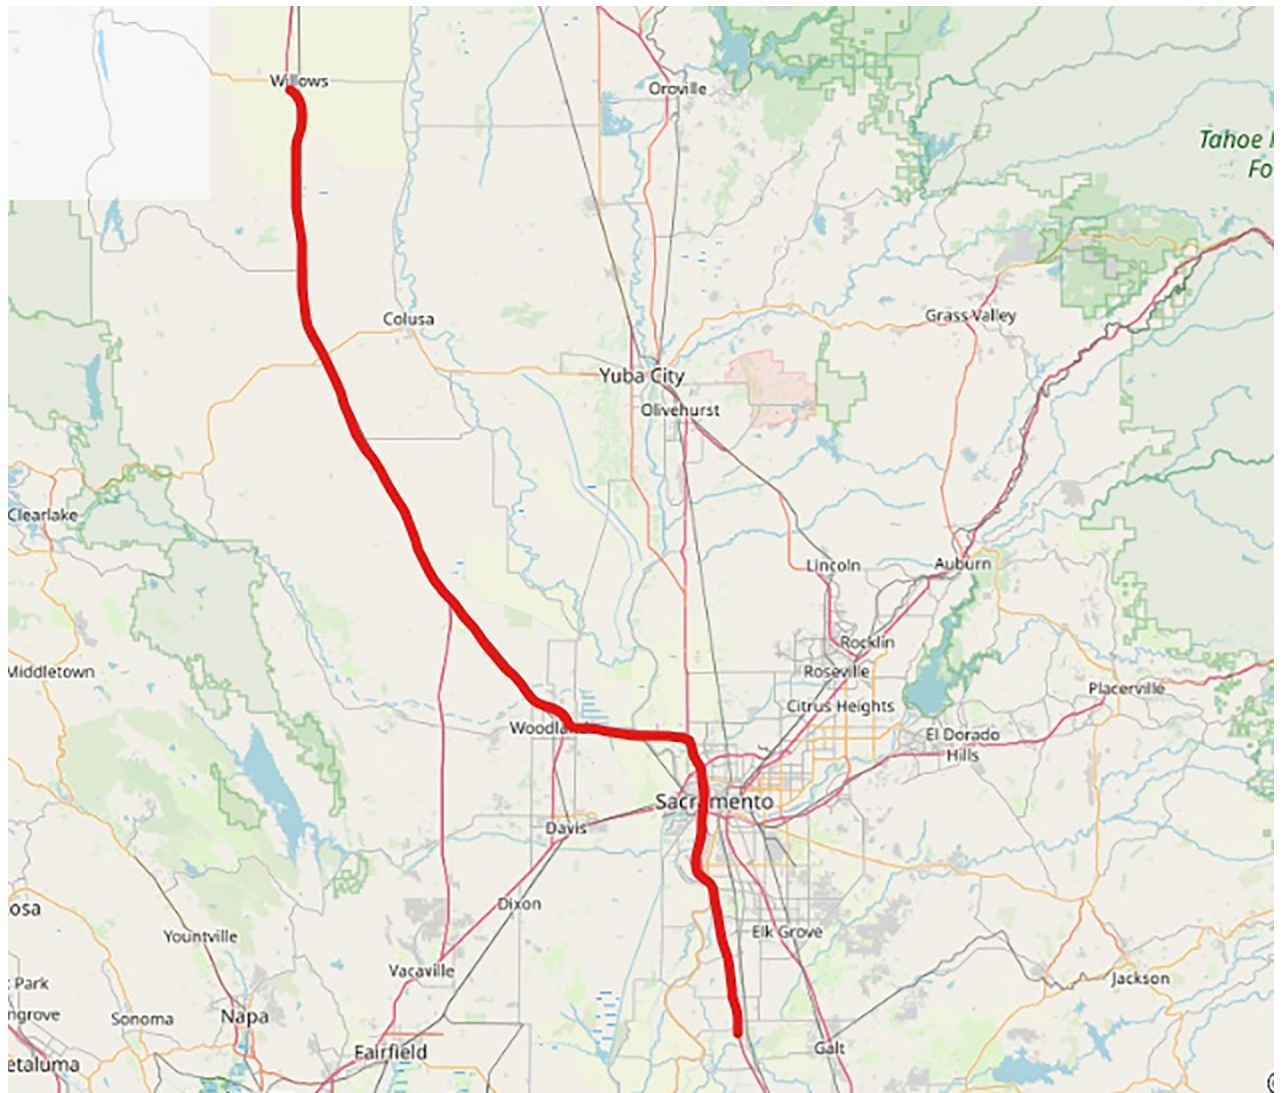 Willows
Oroville
Tahoe
Fo
Colusa
Grass Valley
Yuba City
Olivehurst
Clearlake
Lincoln
Auburn
Rocklin
Middletown
Roseville
Placerville
Citrus Heights
Woodla
El Dorado
Hills
Sacramento
Davis
Dixon
osa
Yountville
Elk Grove
Vacaville
Jackson
Park
ngrove
Sonoma
Napa
Galt
Fairfield
etaluma